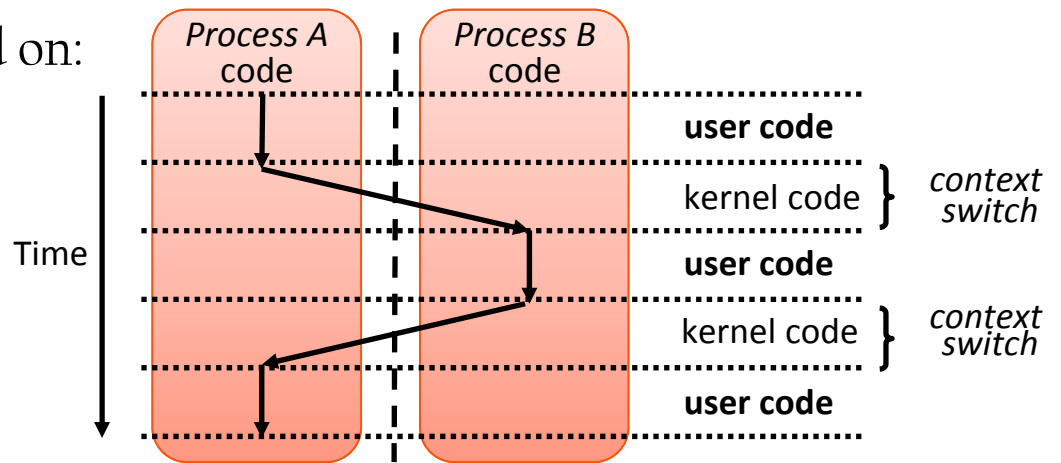 d on:
Process A
code
Process B
code
user code
kernel code
context
switch
Time
user code
kernel code
context
switch
user code